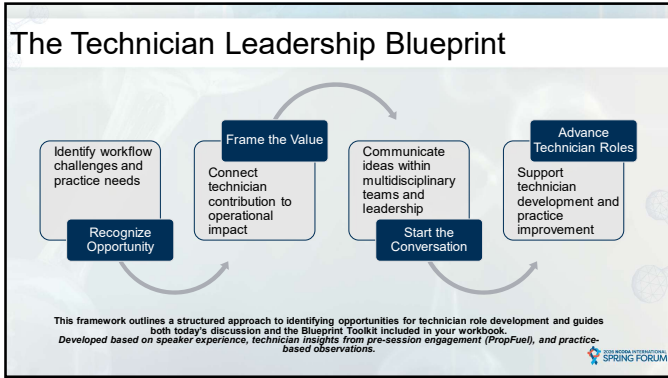 The Technician Leadership Blueprint
Identify workflow
challenges and
practice needs
Recognize
Opportunity
Frame the Value
Connect
technician
contribution to
operational
impact
Communicate
ideas within
multidisciplinary
teams and
leadership
Start the
Conversation
Advance
Technician Roles
Support
technician
development and
practice
improvement
This framework outlines a structured approach to identifying opportunities for technician role development and guides
both today's discussion and the Blueprint Toolkit included in your workbook.
Developed based on speaker experience, technician insights from pre-session engagement (PropFuel), and practice-
based observations.
2026 NCODA INTERNATIONAL
SPRING FORUM